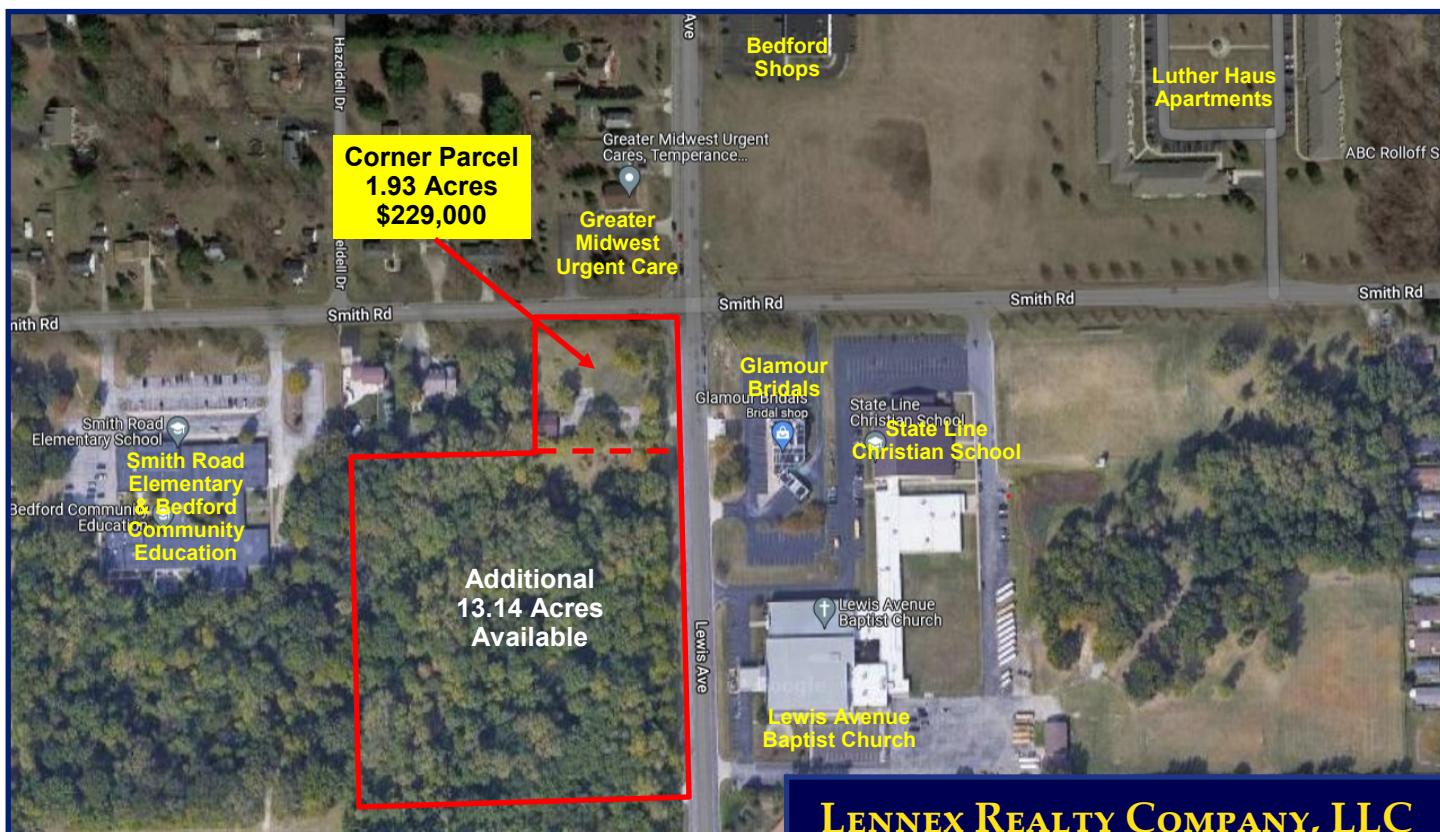 Hazeldell Dr
Ave
Bedford
Shops
Luther Haus
Apartments
ABC Rolloff S
Corner Parcel
1.93 Acres
$229,000
Greater Midwest Urgent
Cares, Temperance...
Greater
Midwest
Urgent Care
eldell Dr
mith Rd
Smith Rd
Smith Rd
Smith Rd
Smith Rd
Glamour
Bridals
Glamour Bridals
Bridal shop
State Line
Christian School
State Line
Christian School
Smith Road
Elementary School
Smith Road
Elementary
& Bedford
Community
Education
Bedford Community
Education
Additional
13.14 Acres
Available
Lewis Ave
Lewis Avenue
Baptist Church
Google
Lewis Avenue
Baptist Church
LENNEX REALTY COMPANY, LLC